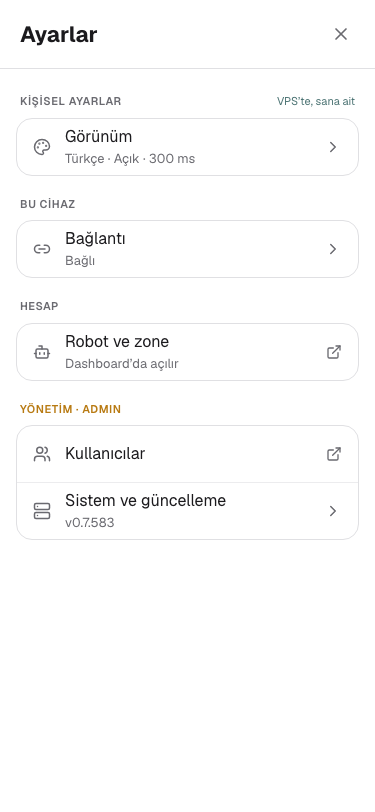 Ayarlar
KİŞİSEL AYARLAR
VPS'te, sana ait
Görünüm
Türkçe · Açık · 300 ms
BU CİHAZ
Bağlantı
Bağlı
HESAP
Robot ve zone
Dashboard'da açılır
YÖNETİM · ADMIN
Kullanıcılar
Sistem ve güncelleme
v0.7.583